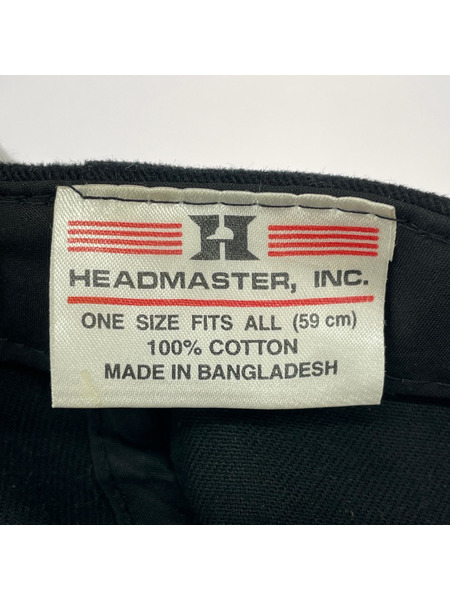 H
HEADMASTER, INC.
ONE SIZE FITS ALL (59 cm)
100% COTTON
MADE IN BANGLADESH